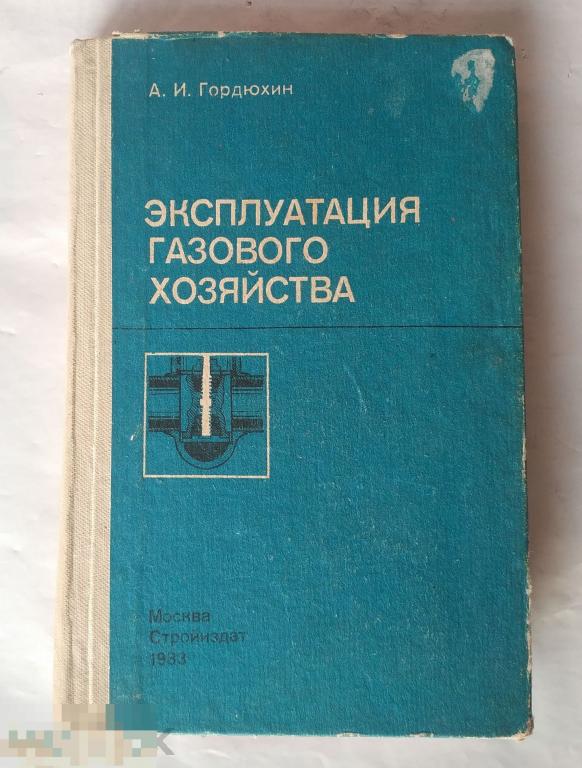 А. И. Гордюхин
ЭКСПЛУАТАЦИЯ
ГАЗОВОГО
ХОЗЯЙСТВА
Москва
Стройиздат
1983